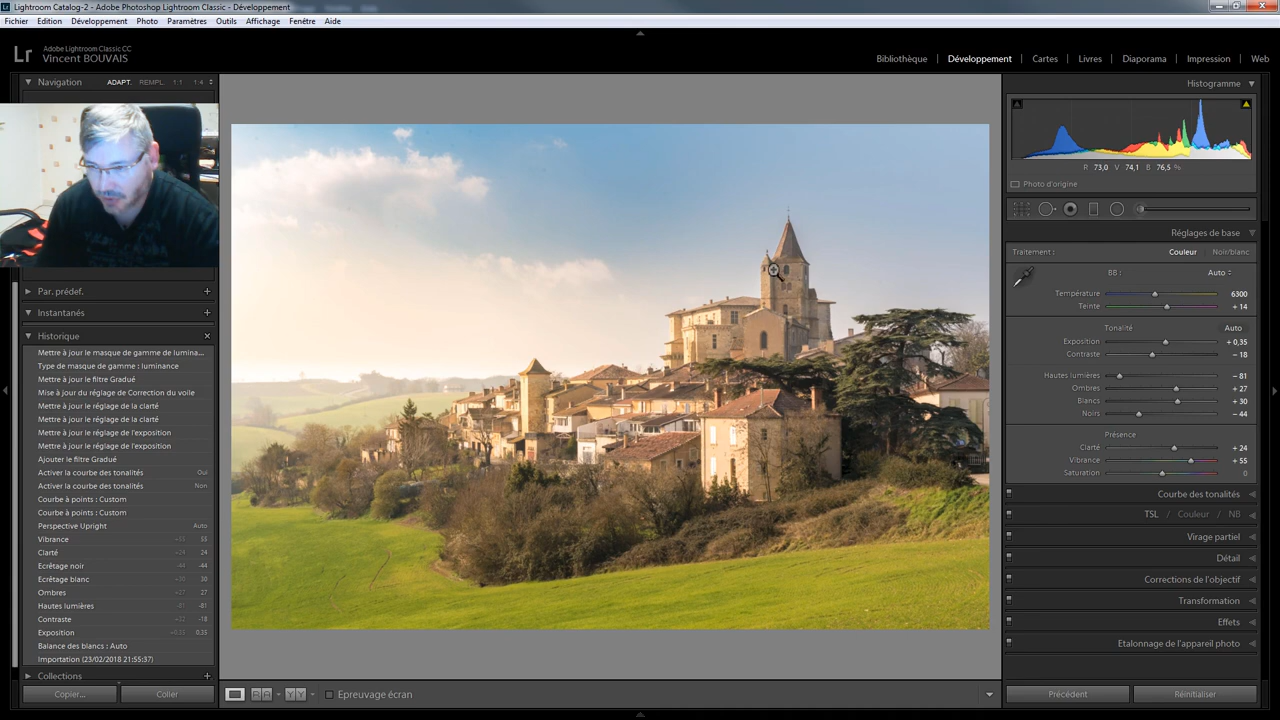 Lightroom Catalog-2 - Adobe Photoshop Lightroom Classic - Développement
Fichier Edition Développement Photo Paramètres Outils Affichage Fenêtre Aide
Lr
Adobe Lightroom Classic CC
Vincent BOUVAIS
Bibliothèque | Développement | Cartes | Livres | Diaporama | Impression | Web
Navigation ADAPT. REMPL. 1:1 1:4
Par. prédef. +
Instantanés +
Historique ×
Mettre à jour le masque de gamme de lumina...
Type de masque de gamme : luminance
Mettre à jour le filtre Gradué
Mise à jour du réglage de Correction du voile
Mettre à jour le réglage de la clarté
Mettre à jour le réglage de la clarté
Mettre à jour le réglage de l'exposition
Mettre à jour le réglage de l'exposition
Ajouter le filtre Gradué
Activer la courbe des tonalités Oui
Activer la courbe des tonalités Non
Courbe à points : Custom
Courbe à points : Custom
Perspective Upright Auto
Vibrance +55 55
Clarté +24 24
Ecrêtage noir -44 -44
Ecrêtage blanc +30 30
Ombres +27 27
Hautes lumières -81 -81
Contraste -18 -18
Exposition +0,35 0,35
Balance des blancs : Auto
Importation (23/02/2018 21:55:37)
Collections +
Copier... Coller
Epreuvage écran
Histogramme
R 73,0 V 74,1 B 76,5 %
Photo d'origine
Réglages de base
Traitement : Couleur Noir/blanc
BB : Auto
Température 6300
Teinte + 14
Tonalité Auto
Exposition + 0,35
Contraste − 18
Hautes lumières − 81
Ombres + 27
Blancs + 30
Noirs − 44
Présence
Clarté + 24
Vibrance + 55
Saturation 0
Courbe des tonalités
TSL / Couleur / NB
Virage partiel
Détail
Corrections de l'objectif
Transformation
Effets
Etalonnage de l'appareil photo
Précédent Réinitialiser